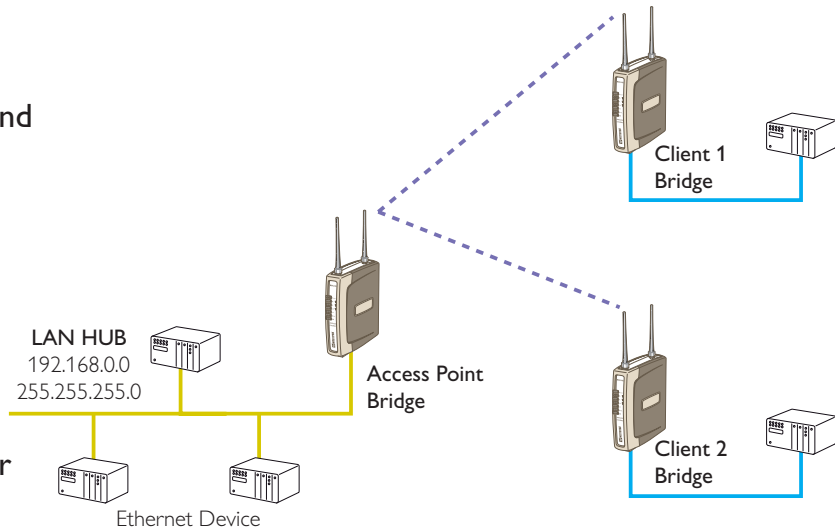 nd
Client 1
Bridge
LAN HUB
192.168.0.0
255.255.255.0
Access Point
Bridge
r
Client 2
Bridge
Ethernet Device